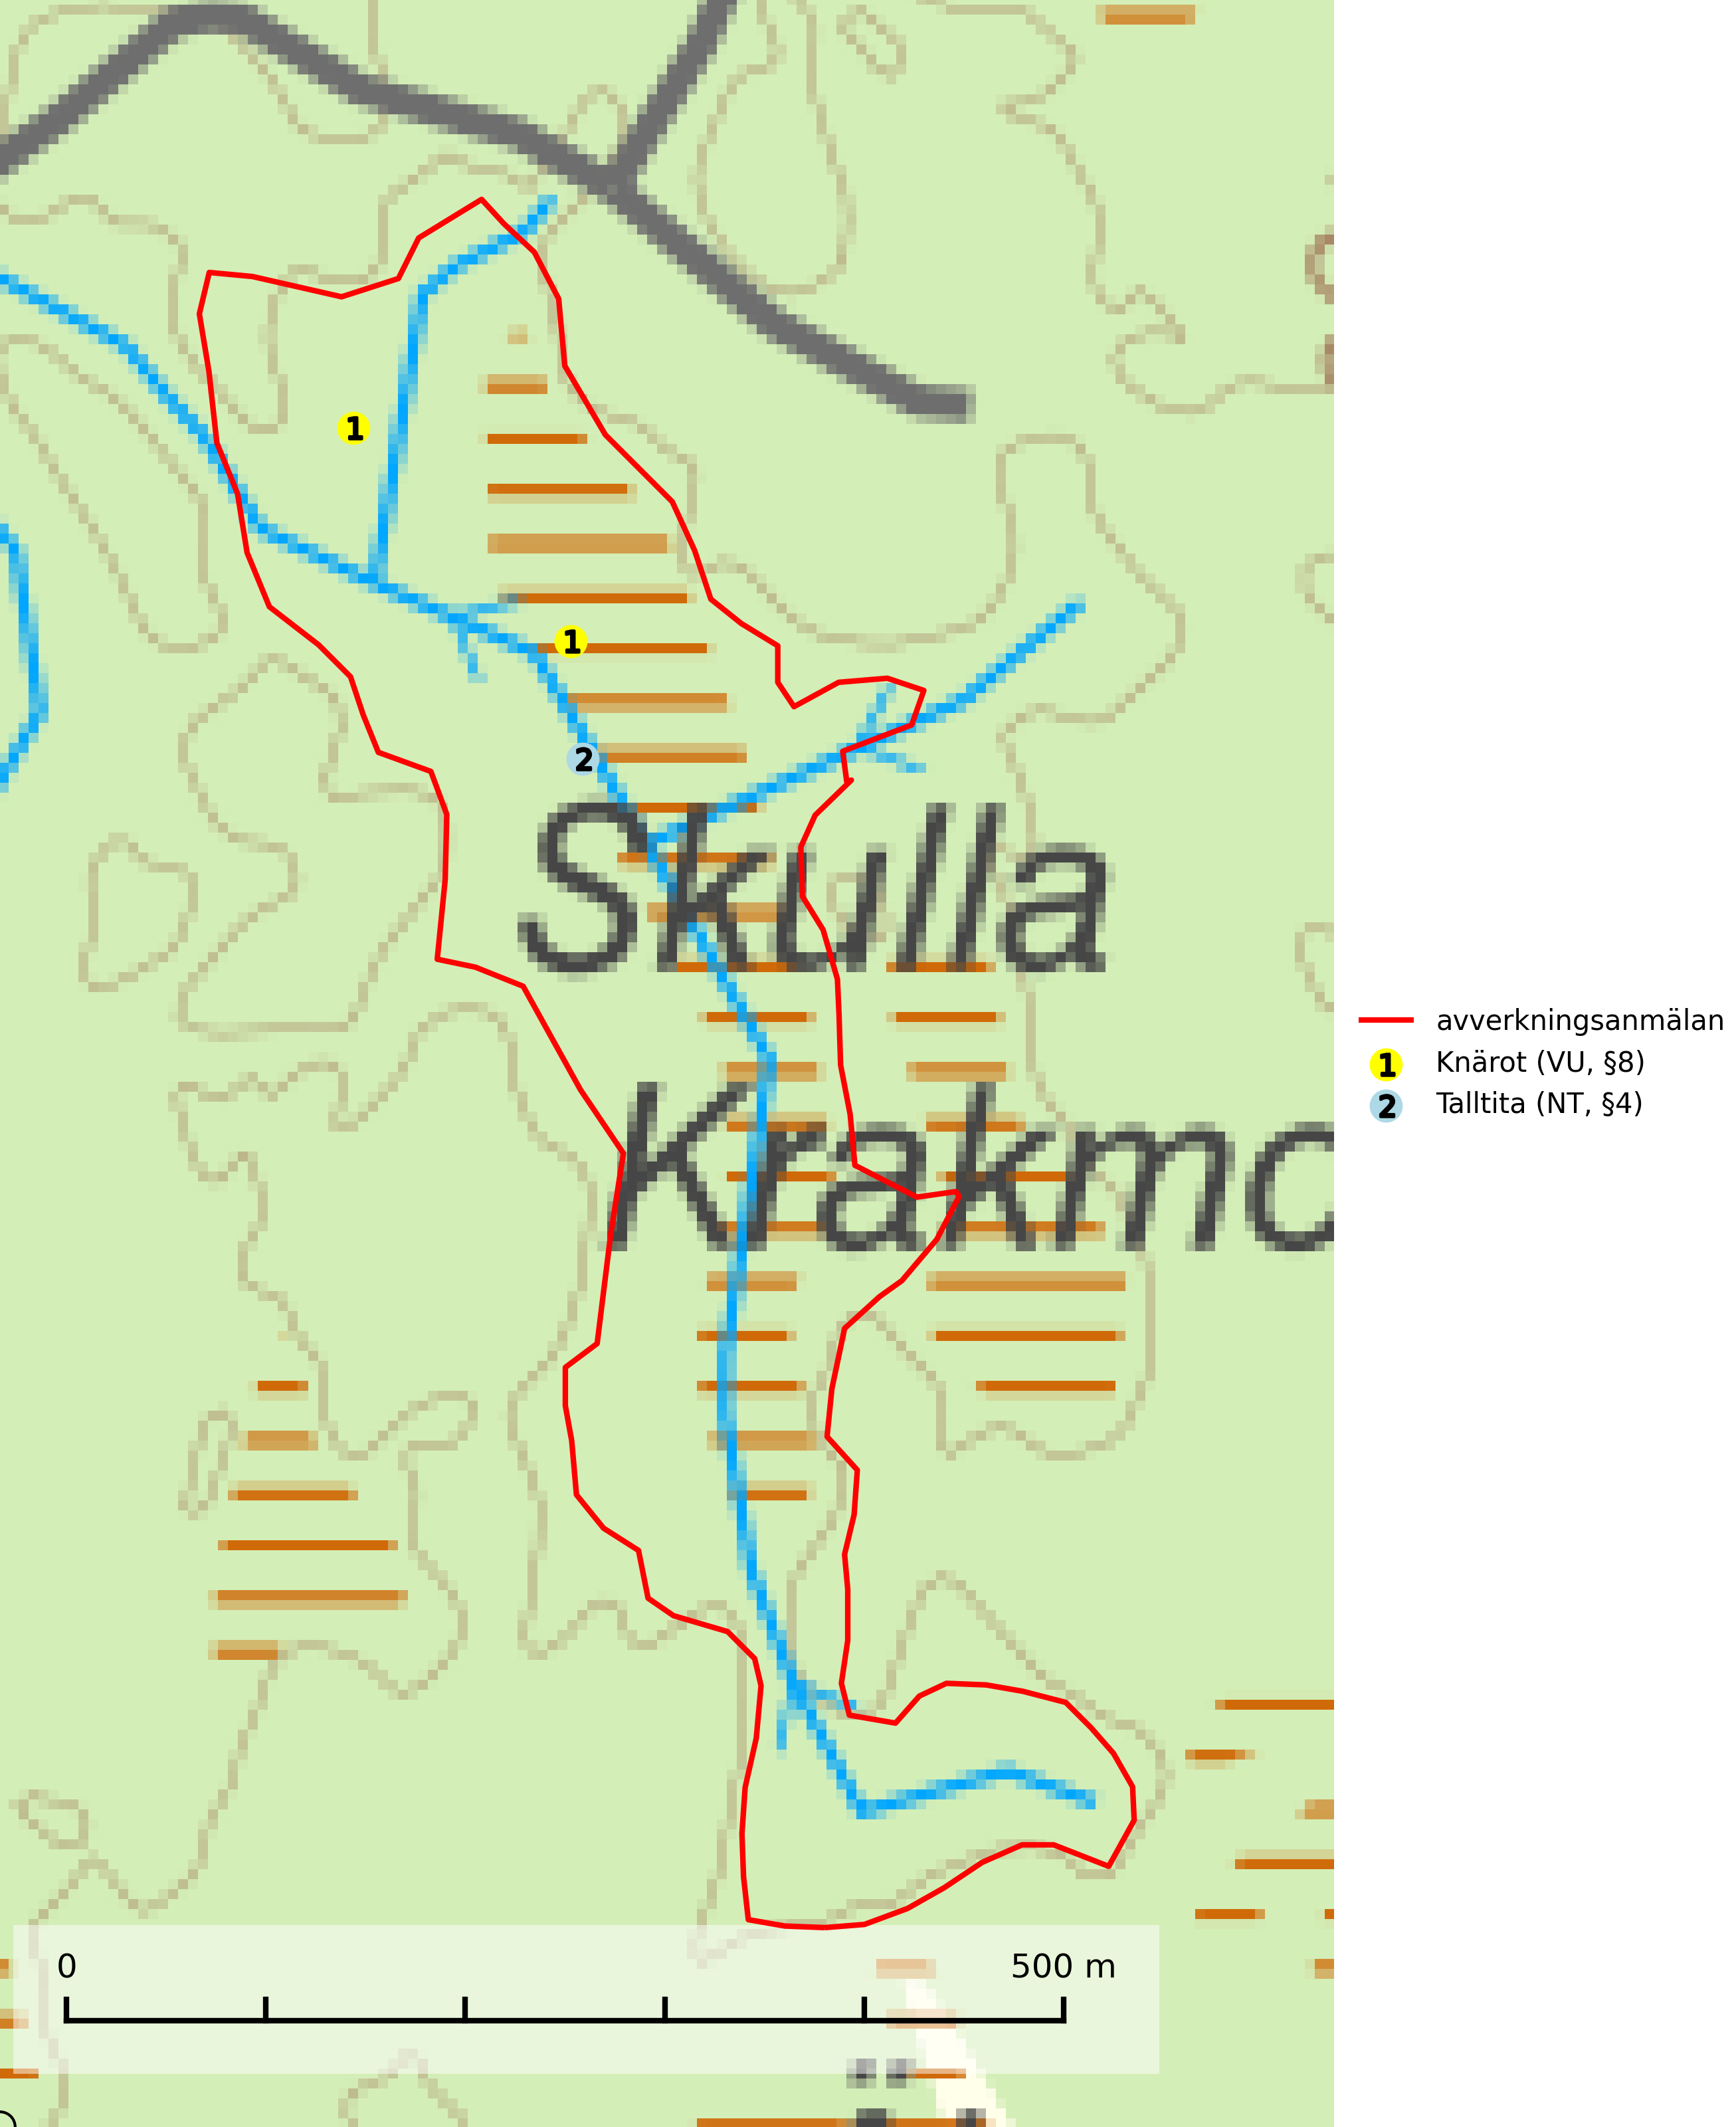 1
1
2
Skulla
Krakmo
avverkningsanmälan
1 Knärot (VU, §8)
2 Talltita (NT, §4)
0 500 m